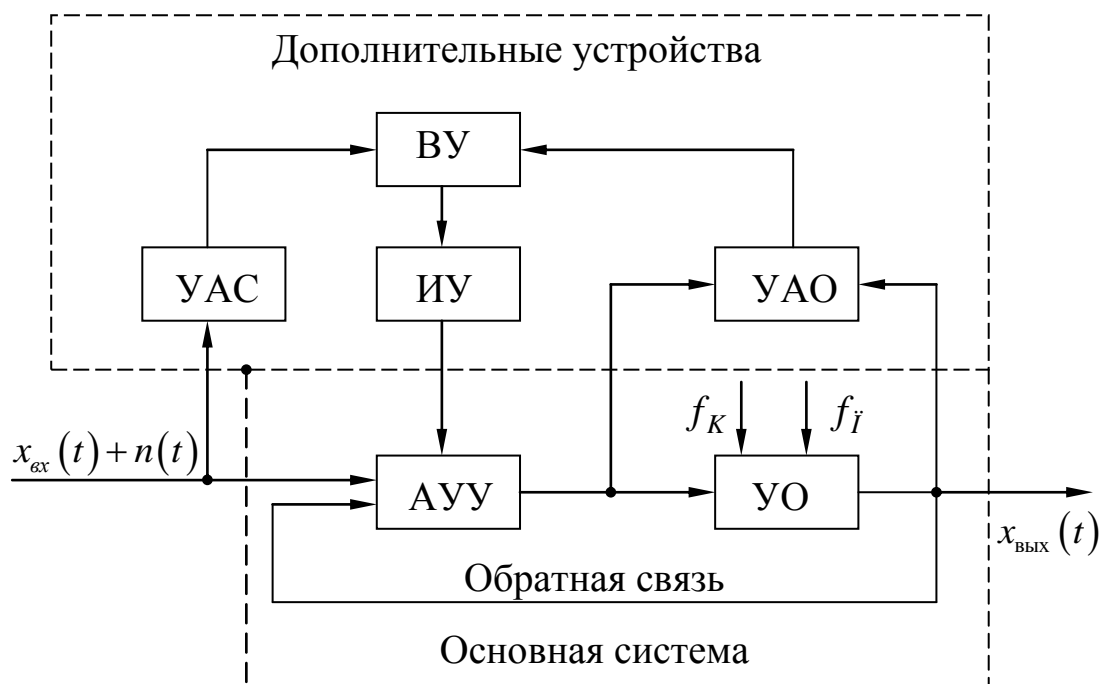 Дополнительные устройства
ВУ
УАС
ИУ
УАО
f_K
f_Ï
x_вх(t)+n(t)
АУУ
УО
x_вых(t)
Обратная связь
Основная система